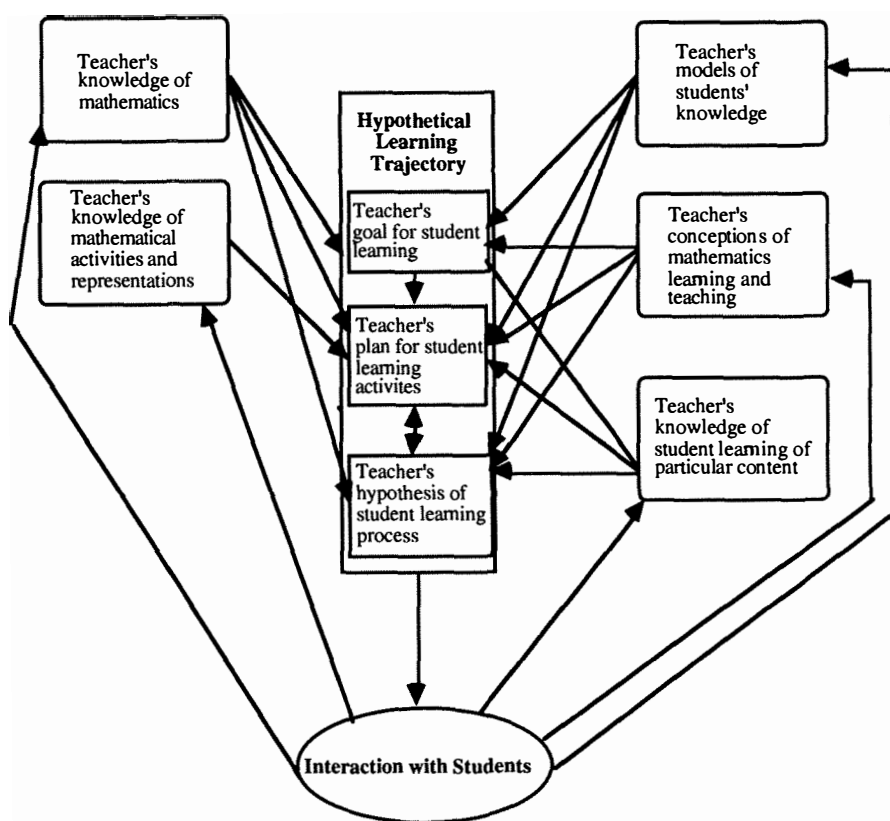 Teacher's
knowledge of
mathematics
Teacher's
knowledge of
mathematical
activities and
representations
Hypothetical
Learning
Trajectory
Teacher's
goal for student
learning
Teacher's
plan for student
learning
activites
Teacher's
hypothesis of
student learning
process
Teacher's
models of
students'
knowledge
Teacher's
conceptions of
mathematics
learning and
teaching
Teacher's
knowledge of
student learning of
particular content
Interaction with Students